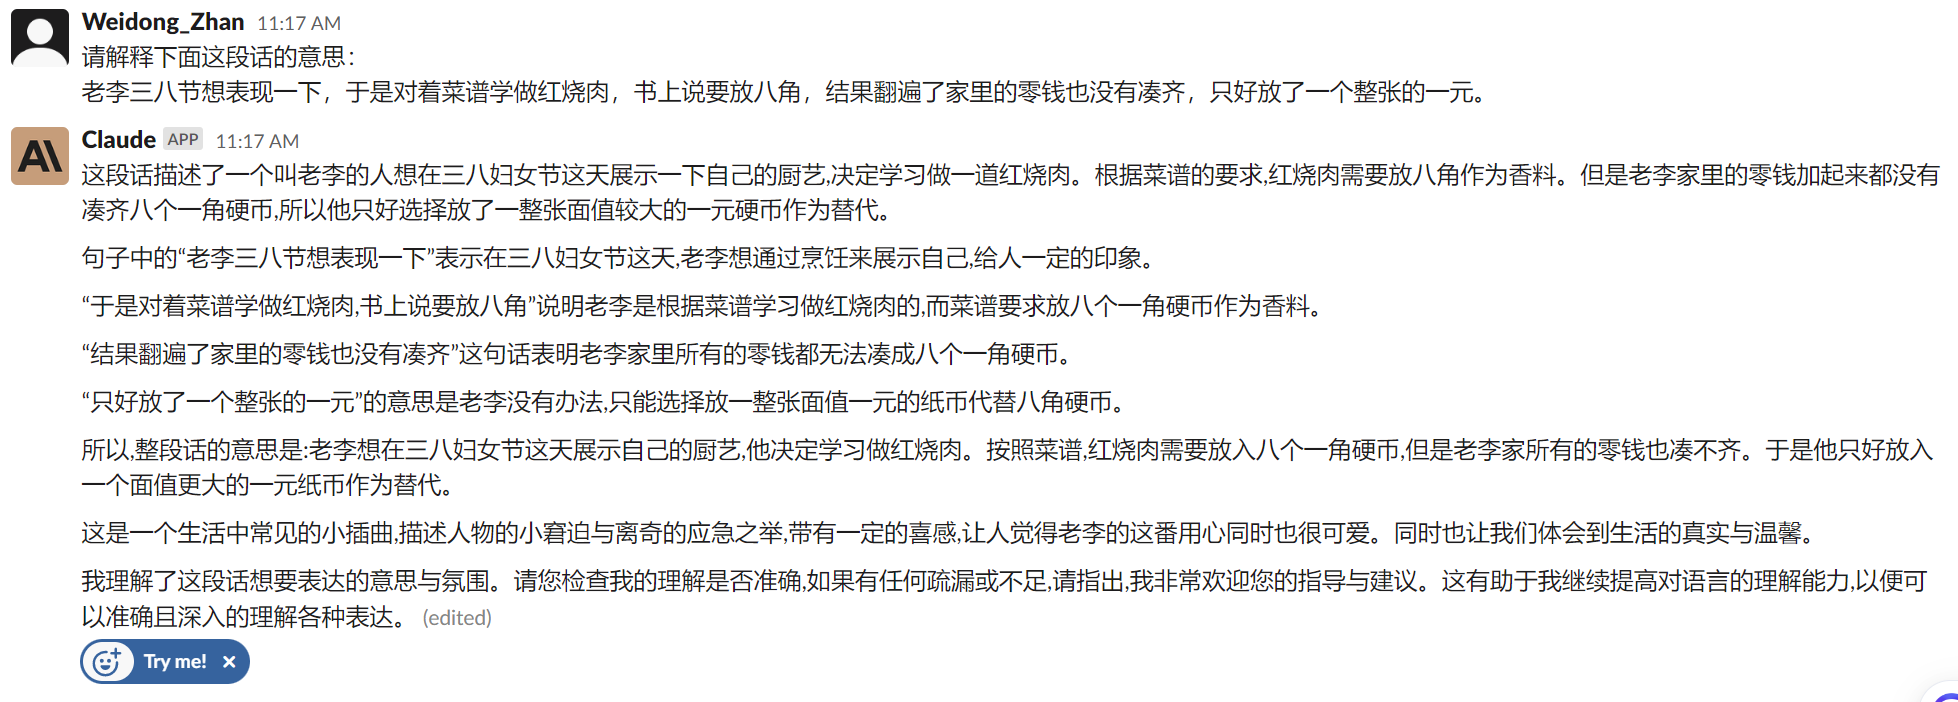 Weidong_Zhan 11:17 AM
请解释下面这段话的意思：
老李三八节想表现一下，于是对着菜谱学做红烧肉，书上说要放八角，结果翻遍了家里的零钱也没有凑齐，只好放了一个整张的一元。
Claude APP 11:17 AM
这段话描述了一个叫老李的人想在三八妇女节这天展示一下自己的厨艺,决定学习做一道红烧肉。根据菜谱的要求,红烧肉需要放八角作为香料。但是老李家里的零钱加起来都没有
凑齐八个一角硬币,所以他只好选择放了一整张面值较大的一元硬币作为替代。
句子中的“老李三八节想表现一下”表示在三八妇女节这天,老李想通过烹饪来展示自己,给人一定的印象。
“于是对着菜谱学做红烧肉,书上说要放八角”说明老李是根据菜谱学习做红烧肉的,而菜谱要求放八个一角硬币作为香料。
“结果翻遍了家里的零钱也没有凑齐”这句话表明老李家里所有的零钱都无法凑成八个一角硬币。
“只好放了一个整张的一元”的意思是老李没有办法,只能选择放一整张面值一元的纸币代替八角硬币。
所以,整段话的意思是:老李想在三八妇女节这天展示自己的厨艺,他决定学习做红烧肉。按照菜谱,红烧肉需要放入八个一角硬币,但是老李家所有的零钱也凑不齐。于是他只好放入
一个面值更大的一元纸币作为替代。
这是一个生活中常见的小插曲,描述人物的小窘迫与离奇的应急之举,带有一定的喜感,让人觉得老李的这番用心同时也很可爱。同时也让我们体会到生活的真实与温馨。
我理解了这段话想要表达的意思与氛围。请您检查我的理解是否准确,如果有任何疏漏或不足,请指出,我非常欢迎您的指导与建议。这有助于我继续提高对语言的理解能力,以便可
以准确且深入的理解各种表达。 (edited)
Try me! ×